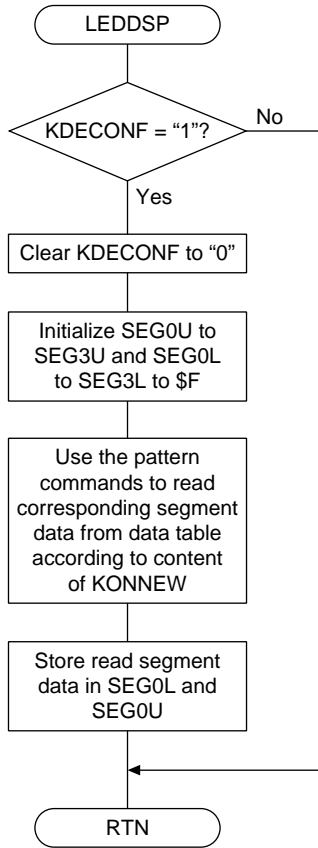 LEDDSP
KDECONF = “1”?
No
Yes
Clear KDECONF to “0”
Initialize SEG0U to
SEG3U and SEG0L
to SEG3L to $F
Use the pattern
commands to read
corresponding segment
data from data table
according to content
of KONNEW
Store read segment
data in SEG0L and
SEG0U
RTN